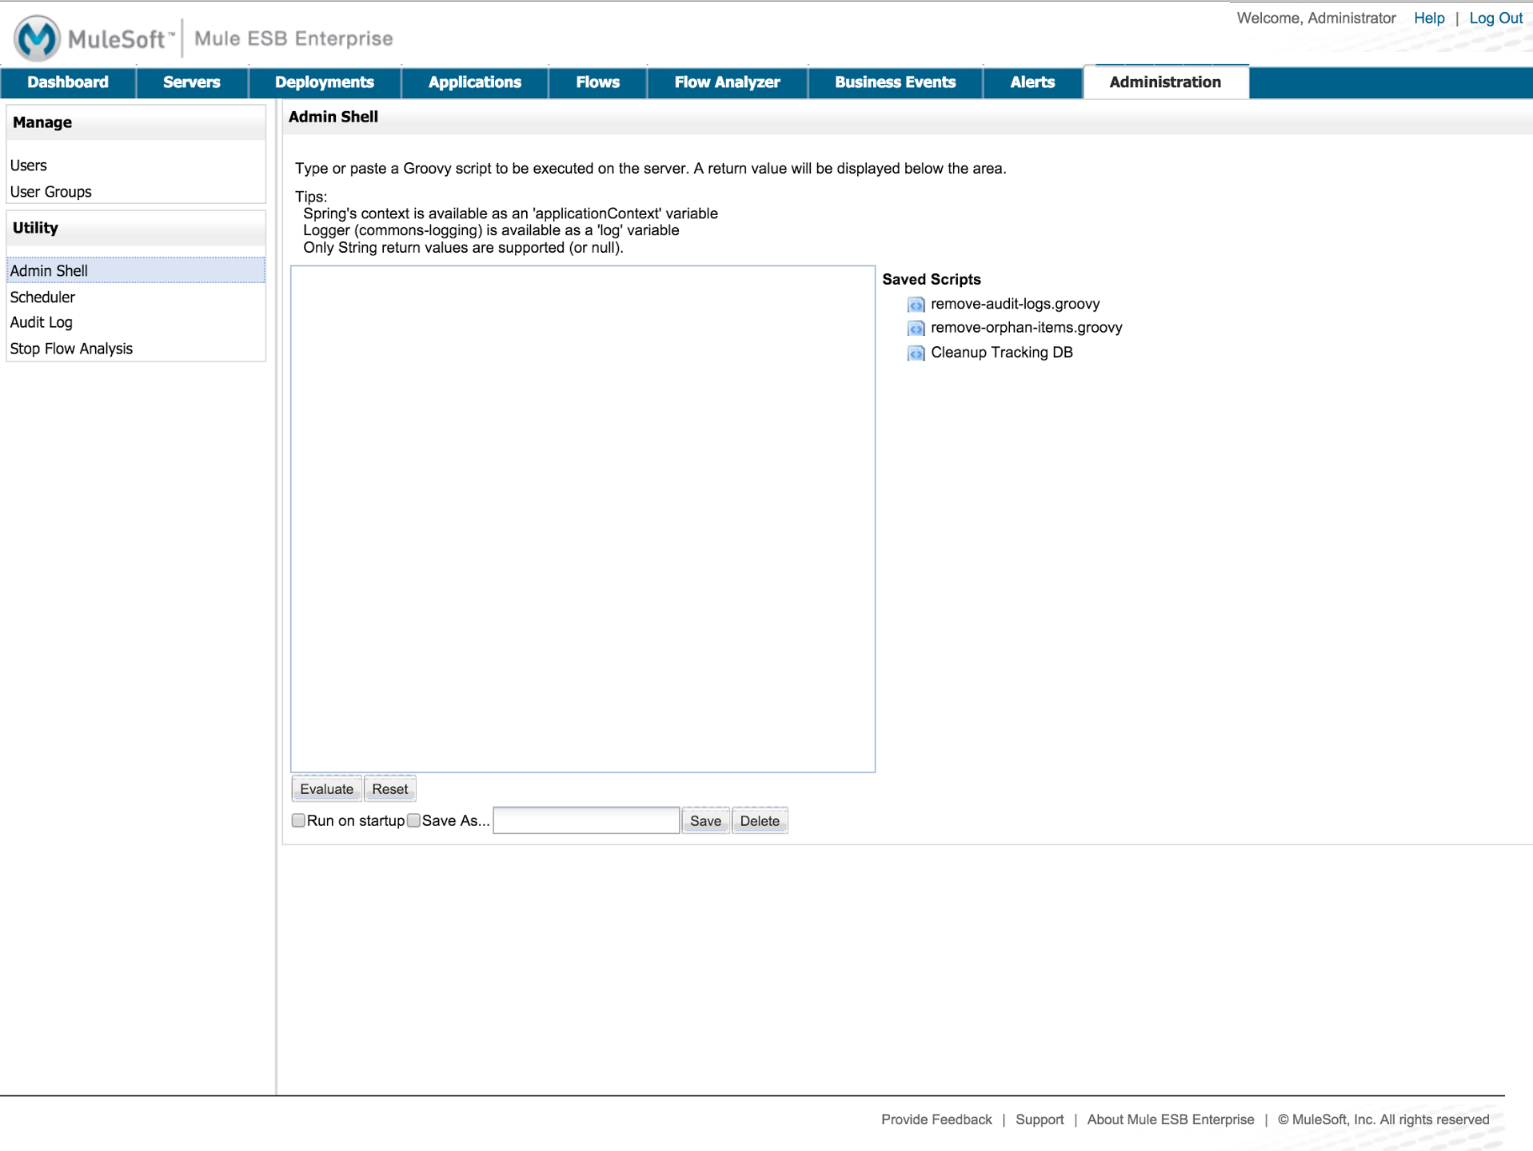 Welcome, Administrator Help | Log Out
MuleSoft™ Mule ESB Enterprise
Dashboard Servers Deployments Applications Flows Flow Analyzer Business Events Alerts Administration
Manage
Users
User Groups
Utility
Admin Shell
Scheduler
Audit Log
Stop Flow Analysis
Admin Shell
Type or paste a Groovy script to be executed on the server. A return value will be displayed below the area.
Tips:
Spring's context is available as an 'applicationContext' variable
Logger (commons-logging) is available as a 'log' variable
Only String return values are supported (or null).
Saved Scripts
remove-audit-logs.groovy
remove-orphan-items.groovy
Cleanup Tracking DB
Evaluate Reset
Run on startup Save As... Save Delete
Provide Feedback | Support | About Mule ESB Enterprise | © MuleSoft, Inc. All rights reserved